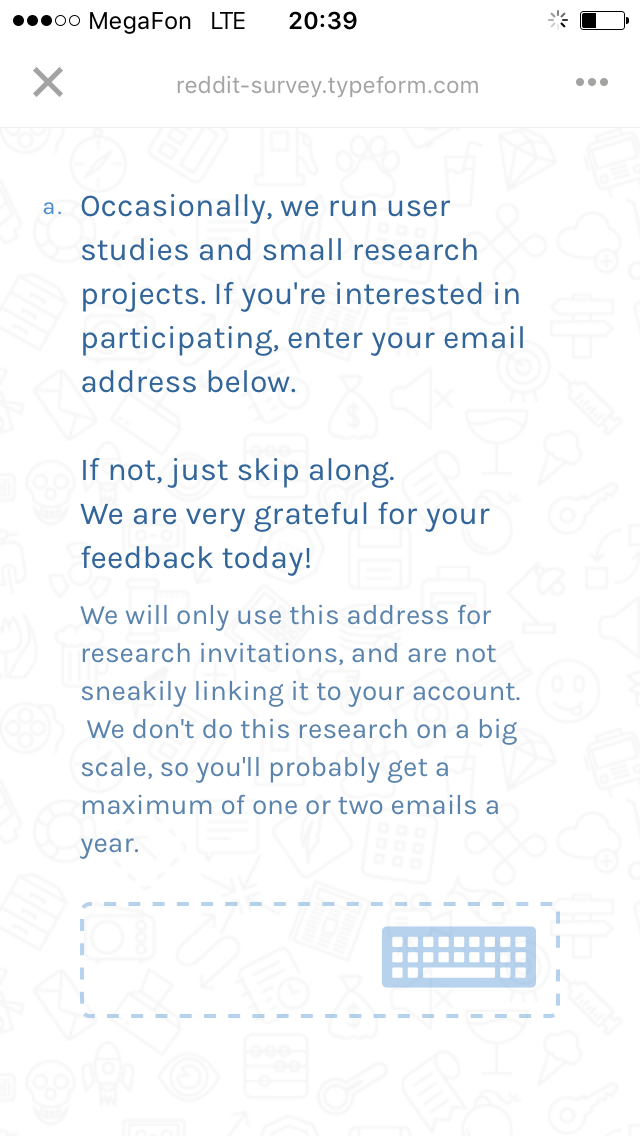 MegaFon LTE 20:39
reddit-survey.typeform.com
a. Occasionally, we run user
studies and small research
projects. If you're interested in
participating, enter your email
address below.
If not, just skip along.
We are very grateful for your
feedback today!
We will only use this address for
research invitations, and are not
sneakily linking it to your account.
We don't do this research on a big
scale, so you'll probably get a
maximum of one or two emails a
year.